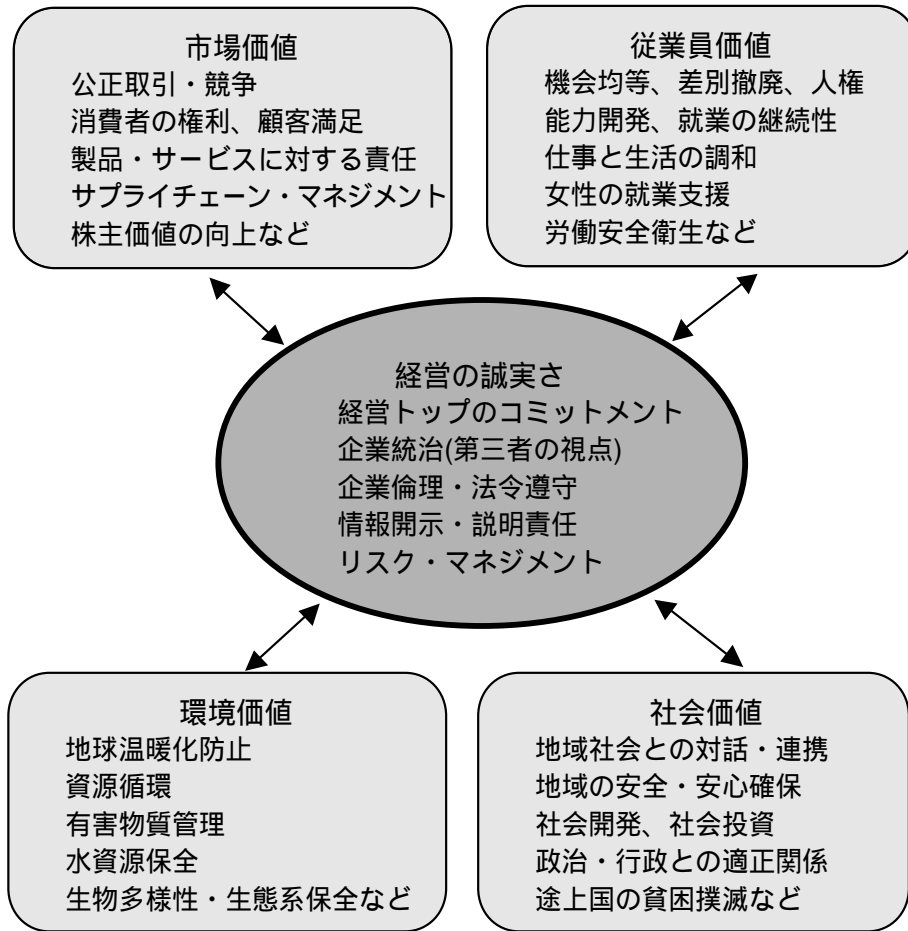 市場価値
公正取引・競争
消費者の権利、顧客満足
製品・サービスに対する責任
サプライチェーン・マネジメント
株主価値の向上など
従業員価値
機会均等、差別撤廃、人権
能力開発、就業の継続性
仕事と生活の調和
女性の就業支援
労働安全衛生など
経営の誠実さ
経営トップのコミットメント
企業統治(第三者の視点)
企業倫理・法令遵守
情報開示・説明責任
リスク・マネジメント
環境価値
地球温暖化防止
資源循環
有害物質管理
水資源保全
生物多様性・生態系保全など
社会価値
地域社会との対話・連携
地域の安全・安心確保
社会開発、社会投資
政治・行政との適正関係
途上国の貧困撲滅など